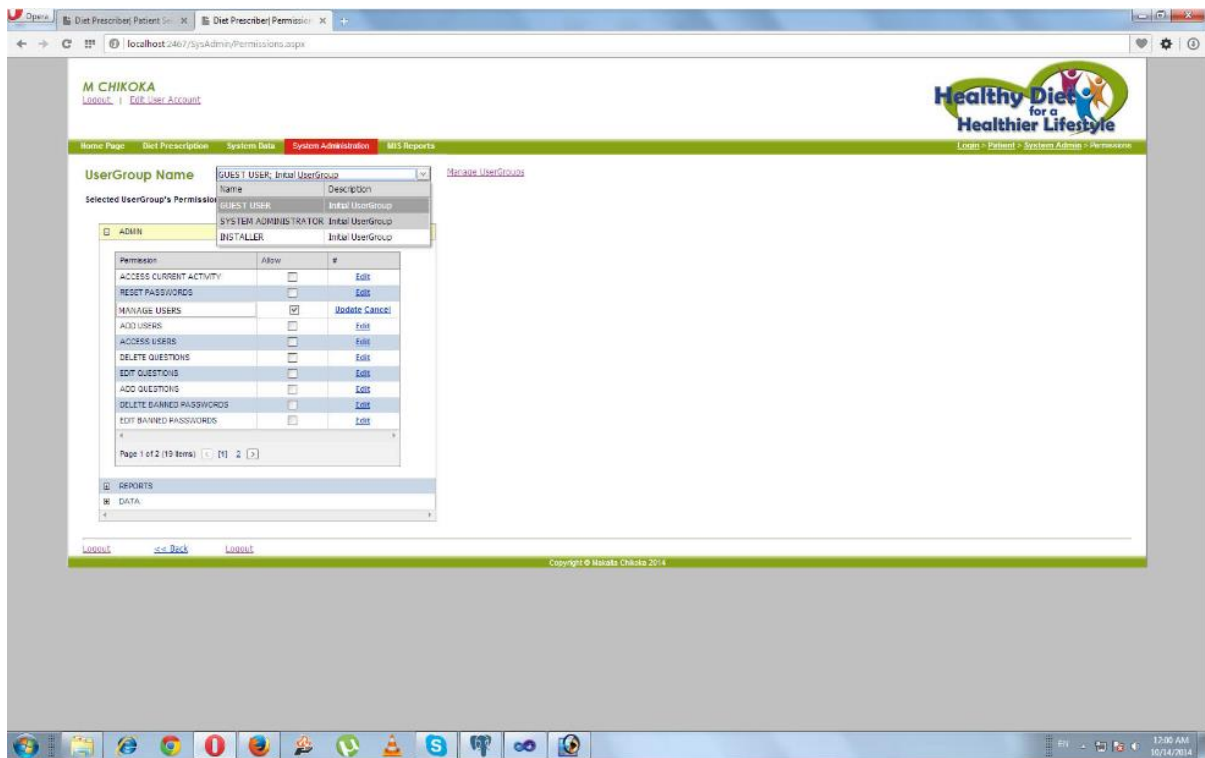 Opera Diet Prescriber| Patient Se Diet Prescriber| Permission
localhost:2467/SysAdmin/Permissions.aspx
M CHIKOKA
Logout | Edit User Account
Healthy Diet
for a
Healthier Lifestyle
Home Page Diet Prescription System Data System Administration MIS Reports Login > Patient > System Admin > Permissions
UserGroup Name GUEST USER; Initial UserGroup Manage UserGroups
Name Description
Selected UserGroup's Permission
GUEST USER Initial UserGroup
SYSTEM ADMINISTRATOR Initial UserGroup
ADMIN
INSTALLER Initial UserGroup
Permission Allow #
ACCESS CURRENT ACTIVITY Edit
RESET PASSWORDS Edit
MANAGE USERS Update Cancel
ADD USERS Edit
ACCESS USERS Edit
DELETE QUESTIONS Edit
EDIT QUESTIONS Edit
ADD QUESTIONS Edit
DELETE BANNED PASSWORDS Edit
EDIT BANNED PASSWORDS Edit
Page 1 of 2 (19 items) < [1] 2 >
REPORTS
DATA
Logout << Back Logout
Copyright © Makaita Chikoka 2014
EN 12:00 AM
10/14/2014